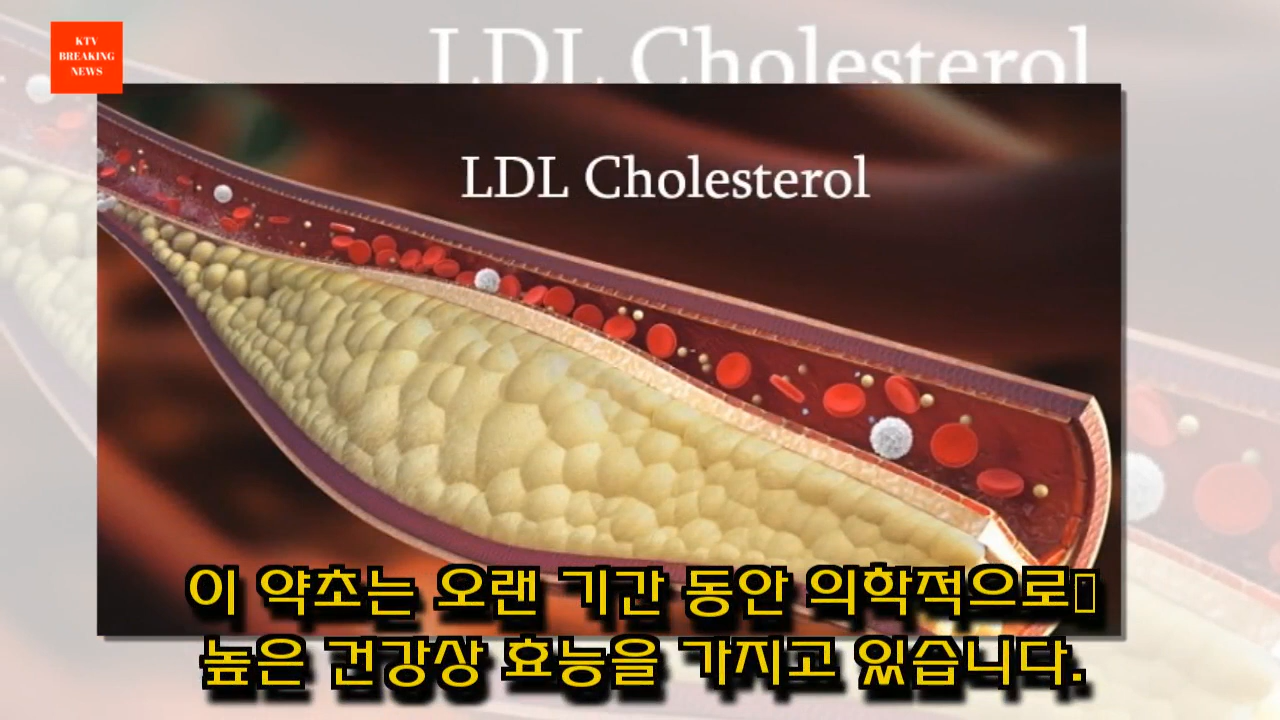 KTV
BREAKING
NEWS
LDL Cholesterol
LDL Cholesterol
이 약초는 오랜 기간 동안 의학적으로
높은 건강상 효능을 가지고 있습니다.